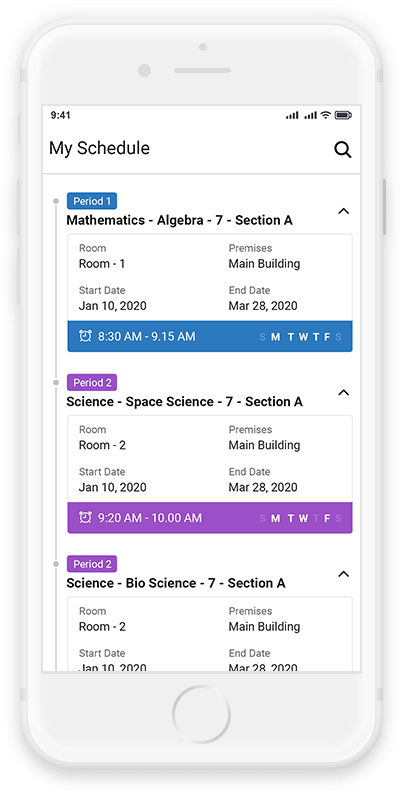 9:41
My Schedule
Period 1
Mathematics - Algebra - 7 - Section A
Room Premises
Room - 1 Main Building
Start Date End Date
Jan 10, 2020 Mar 28, 2020
8:30 AM - 9.15 AM S M T W T F S
Period 2
Science - Space Science - 7 - Section A
Room Premises
Room - 2 Main Building
Start Date End Date
Jan 10, 2020 Mar 28, 2020
9:20 AM - 10.00 AM S M T W T F S
Period 2
Science - Bio Science - 7 - Section A
Room Premises
Room - 2 Main Building
Start Date End Date
Jan 10, 2020 Mar 28, 2020